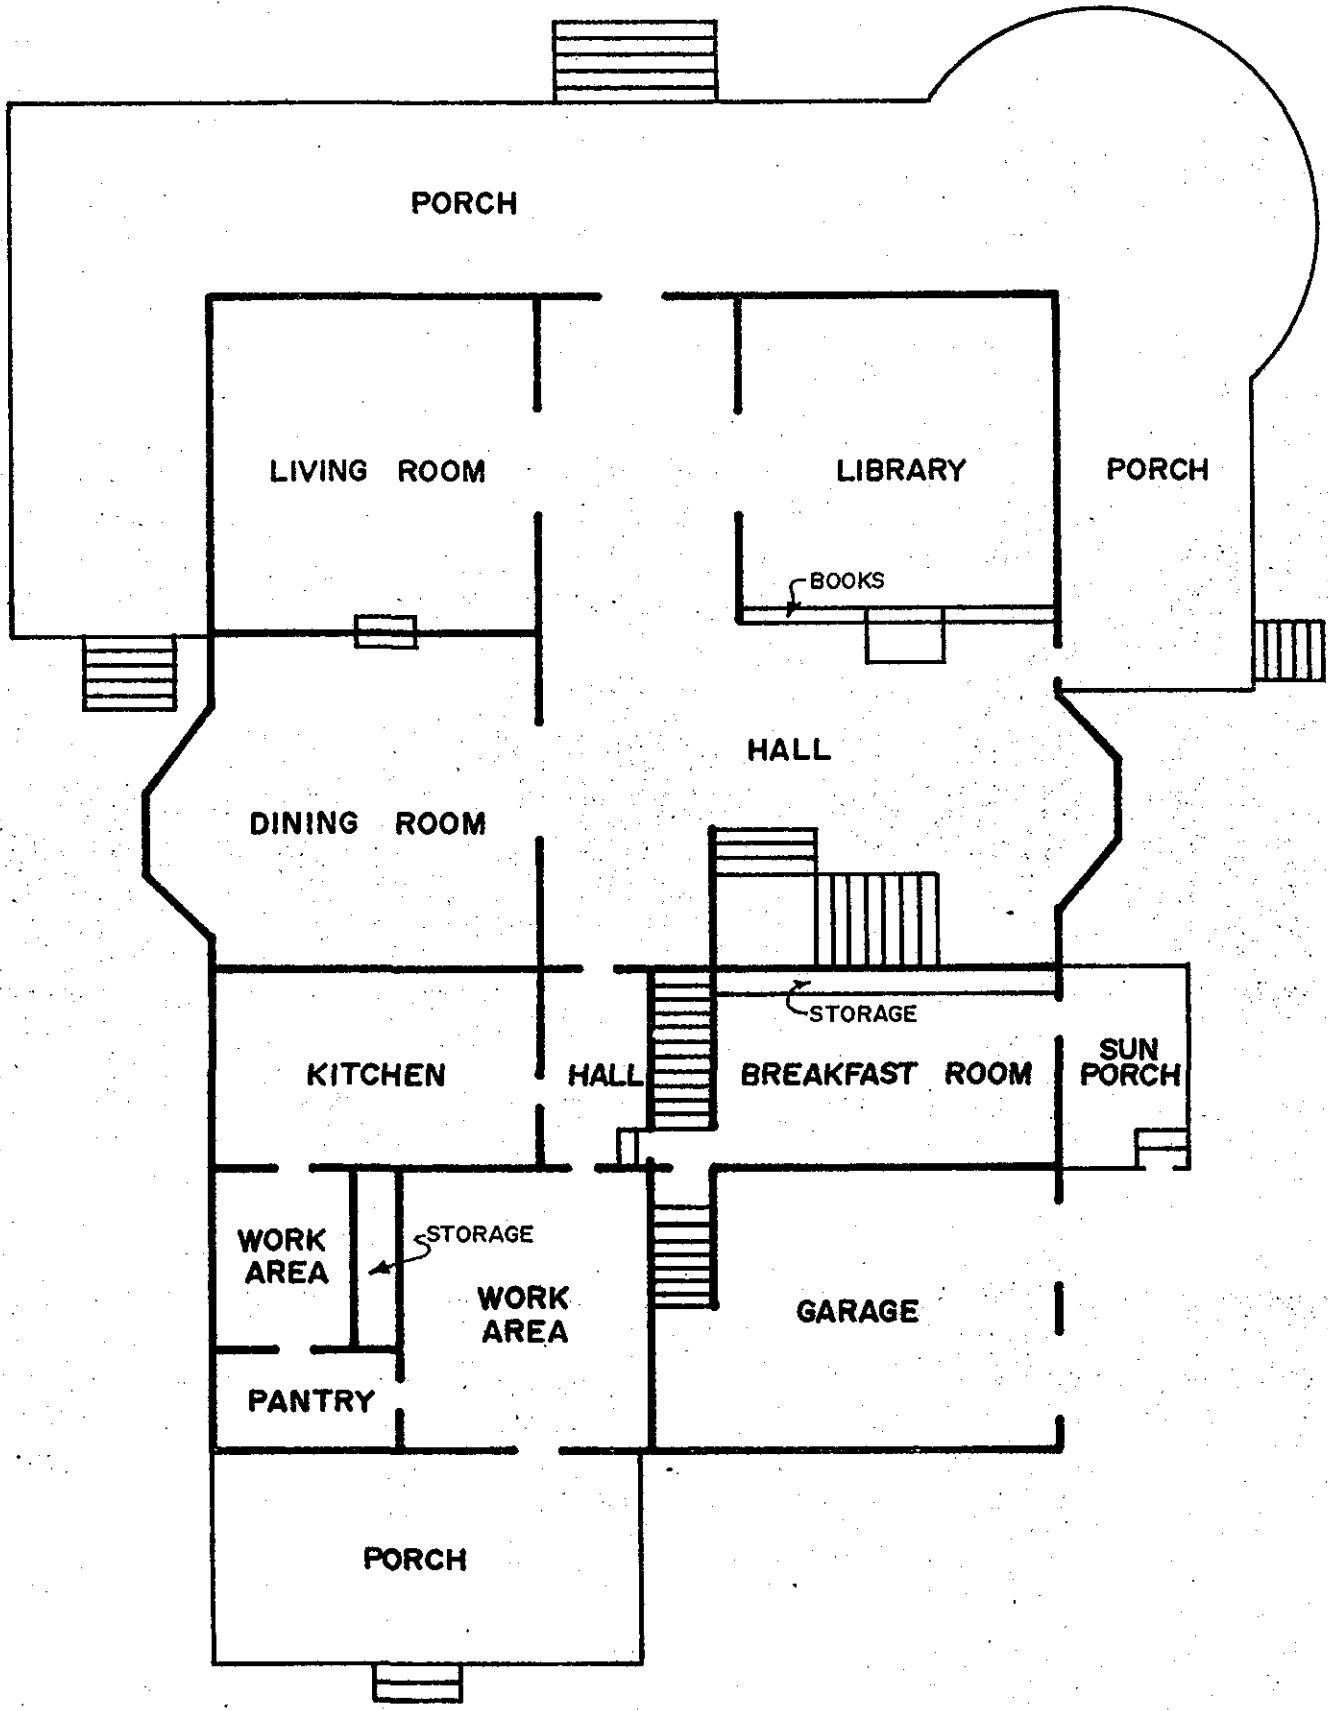 PORCH
LIVING ROOM
LIBRARY
PORCH
BOOKS
HALL
DINING ROOM
STORAGE
KITCHEN
HALL
BREAKFAST ROOM
SUN
PORCH
WORK
AREA
STORAGE
WORK
AREA
GARAGE
PANTRY
PORCH